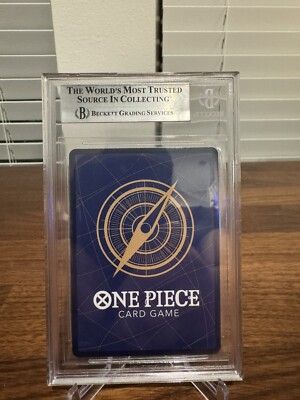 THE WORLD'S MOST TRUSTED
SOURCE IN COLLECTING
BECKETT GRADING SERVICES
ONE PIECE
CARD GAME